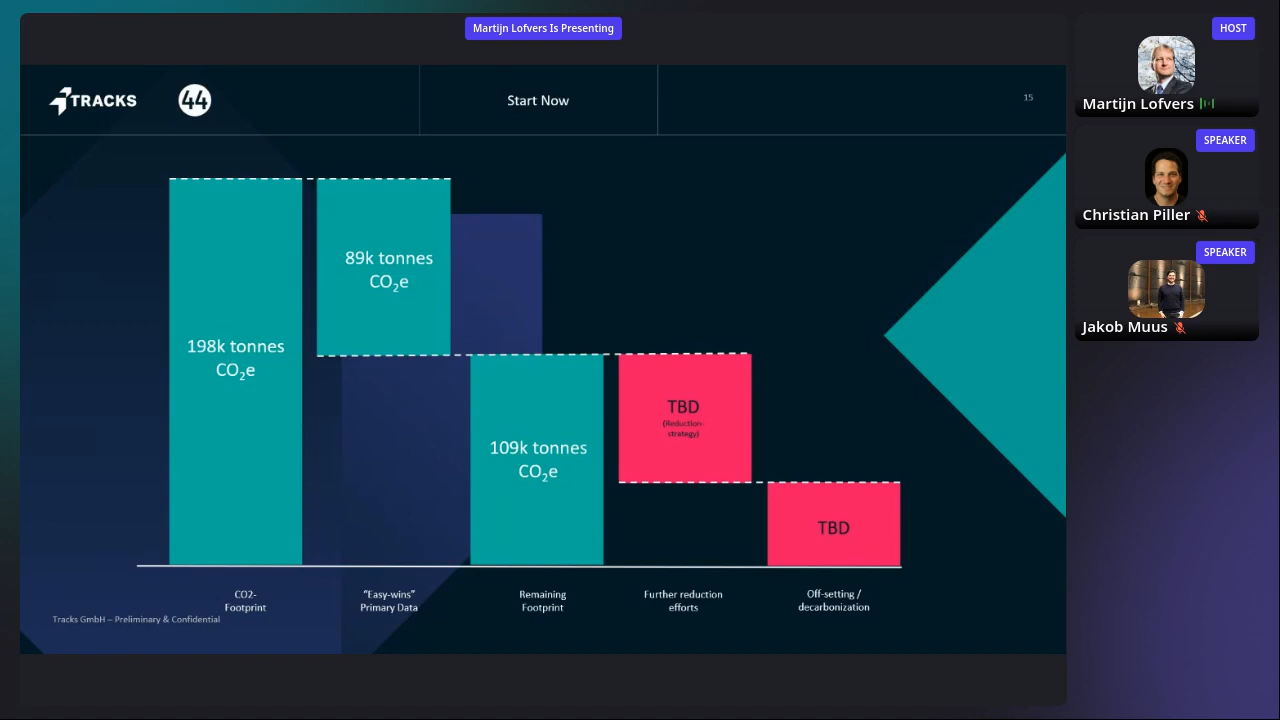 Martijn Lofvers Is Presenting
TRACKS
44
Start Now
15
198k tonnes
CO₂e
89k tonnes
CO₂e
109k tonnes
CO₂e
TBD
(Reduction-
strategy)
TBD
CO2-
Footprint
“Easy-wins”
Primary Data
Remaining
Footprint
Further reduction
efforts
Off-setting /
decarbonization
Tracks GmbH – Preliminary & Confidential
HOST
Martijn Lofvers
SPEAKER
Christian Piller
SPEAKER
Jakob Muus